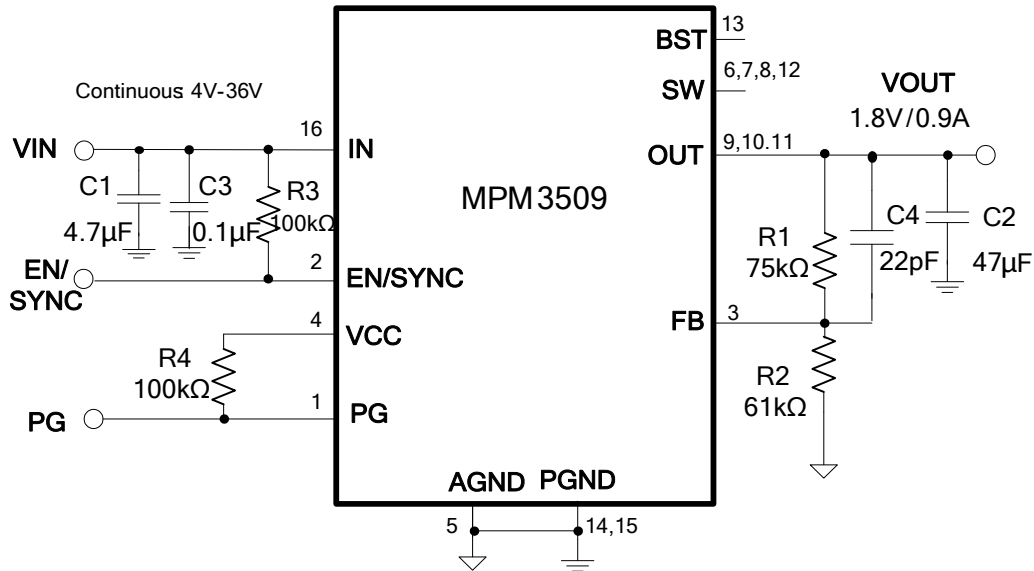 Continuous: 4V-36V
VIN
C1
4.7µF
C3
0.1µF
R3
100kΩ
EN/
SYNC
R4
100kΩ
PG
16
2
4
1
IN
EN/SYNC
VCC
PG
MPM3509
AGND
PGND
5
14,15
BST
SW
OUT
FB
13
6,7,8,12
9,10.11
3
VOUT
1.8V/0.9A
R1
75kΩ
C4
22pF
C2
47µF
R2
61kΩ